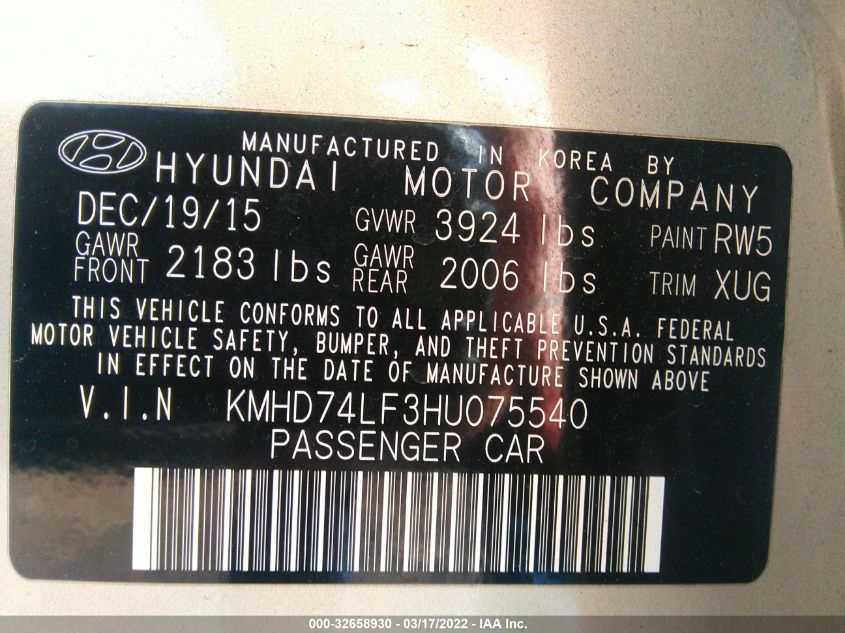 MANUFACTURED IN KOREA BY
HYUNDAI MOTOR COMPANY
DEC/19/15 GVWR 3924 lbs PAINT RW5
GAWR FRONT 2183 lbs GAWR REAR 2006 lbs TRIM XUG
THIS VEHICLE CONFORMS TO ALL APPLICABLE U.S.A. FEDERAL
MOTOR VEHICLE SAFETY, BUMPER, AND THEFT PREVENTION STANDARDS
IN EFFECT ON THE DATE OF MANUFACTURE SHOWN ABOVE
V.I.N KMHD74LF3HU075540
PASSENGER CAR
000-32658930 - 03/17/2022 - IAA Inc.